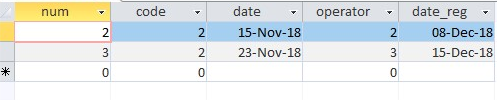 num code date operator date_reg
2 2 15-Nov-18 2 08-Dec-18
3 2 23-Nov-18 3 15-Dec-18
* 0 0 0